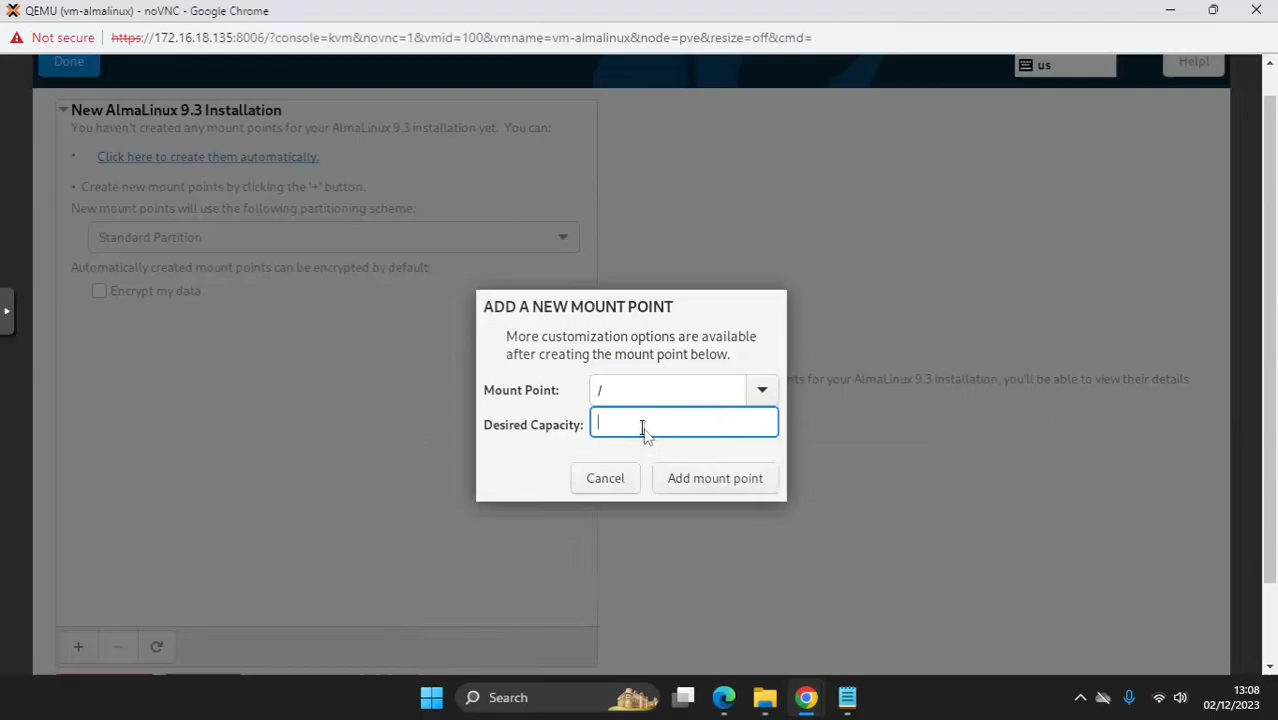 QEMU (vm-almalinux) - noVNC - Google Chrome
Not secure https://172.16.18.135:8006/?console=kvm&novnc=1&vmid=100&vmname=vm-almalinux&node=pve&resize=off&cmd=
Done
us
Help!
New AlmaLinux 9.3 Installation
You haven't created any mount points for your AlmaLinux 9.3 installation yet. You can:
• Click here to create them automatically.
• Create new mount points by clicking the '+' button.
New mount points will use the following partitioning scheme:
Standard Partition
Automatically created mount points can be encrypted by default:
Encrypt my data.
ADD A NEW MOUNT POINT
More customization options are available
after creating the mount point below.
Mount Point: /
nts for your AlmaLinux 9.3 installation, you'll be able to view their details
Desired Capacity:
Cancel Add mount point
+ −
Search
13:08
02/12/2023